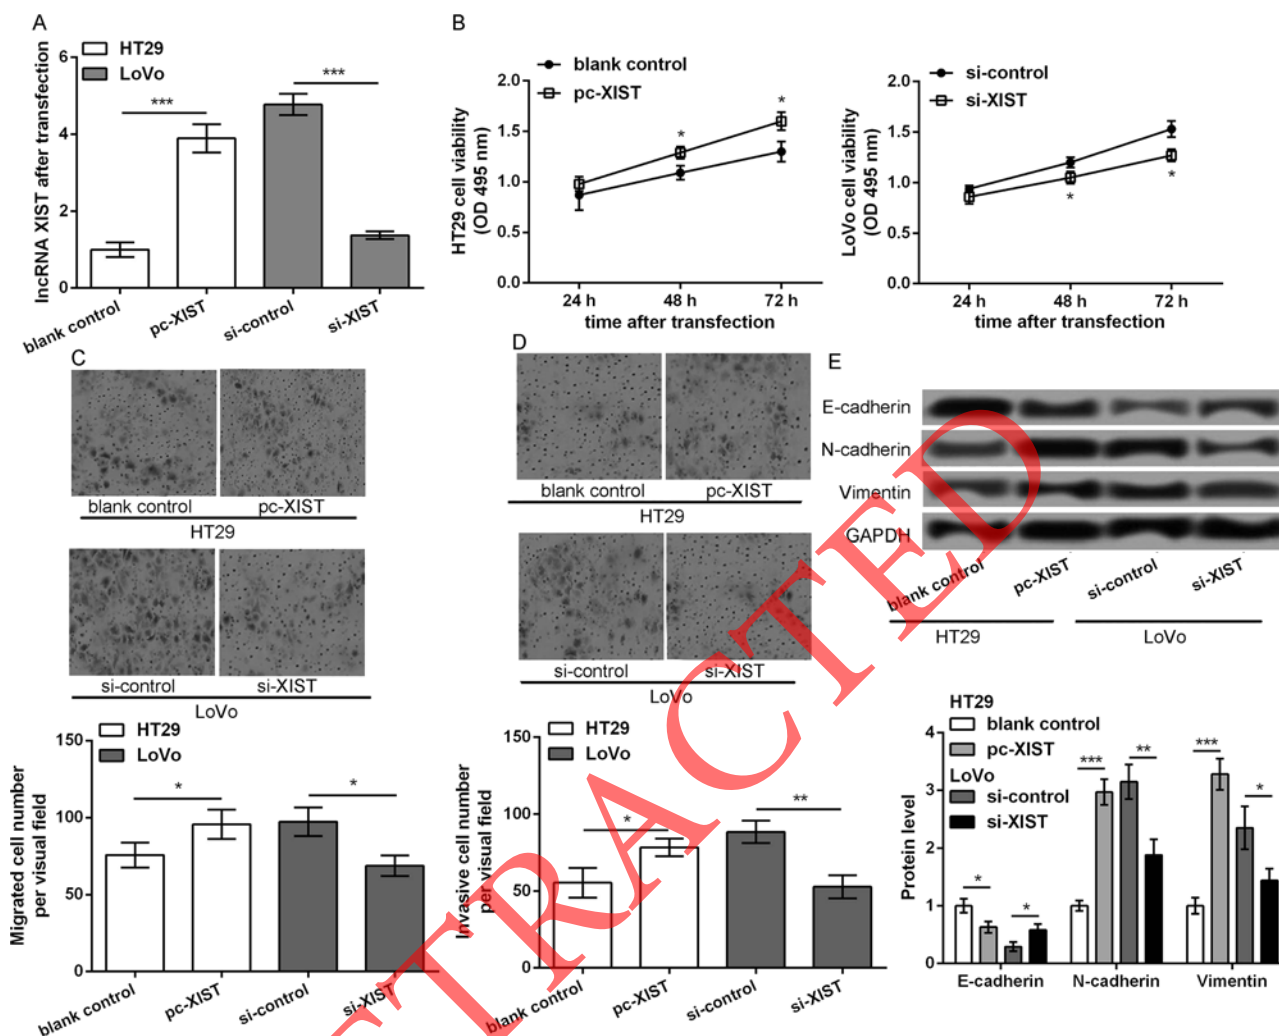 A
HT29
LoVo
lncRNA XIST after transfection
6
4
2
0
***
***
blank control
pc-XIST
si-control
si-XIST
B
blank control
pc-XIST
HT29 cell viability
(OD 495 nm)
2.0
1.5
1.0
0.5
0.0
*
*
24 h
48 h
72 h
time after transfection
si-control
si-XIST
LoVo cell viability
(OD 495 nm)
2.0
1.5
1.0
0.5
0.0
*
*
24 h
48 h
72 h
time after transfection
C
blank control
pc-XIST
HT29
si-control
si-XIST
LoVo
HT29
LoVo
Migrated cell number
per visual field
150
100
50
0
*
*
blank control
pc-XIST
si-control
si-XIST
D
blank control
pc-XIST
HT29
si-control
si-XIST
LoVo
HT29
LoVo
Invasive cell number
per visual field
150
100
50
0
*
**
blank control
pc-XIST
si-control
si-XIST
E
E-cadherin
N-cadherin
Vimentin
GAPDH
blank control
pc-XIST
si-control
si-XIST
HT29
LoVo
HT29
blank control
pc-XIST
LoVo
si-control
si-XIST
Protein level
4
3
2
1
0
*
*
***
**
***
*
E-cadherin
N-cadherin
Vimentin
TRACTED